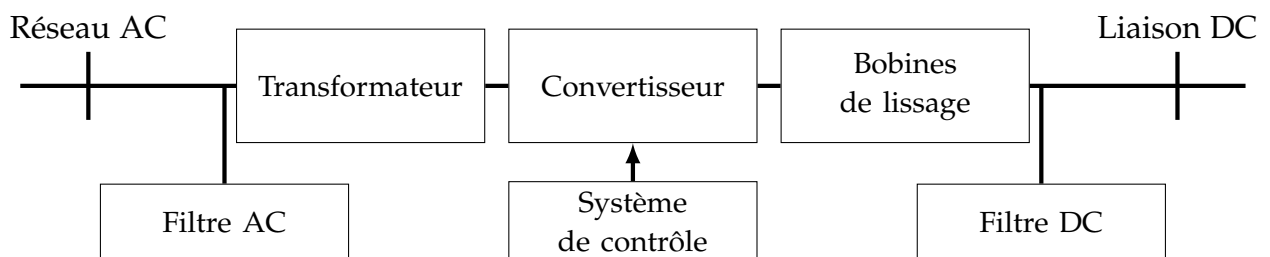 Réseau AC
Liaison DC
Transformateur
Convertisseur
Bobines
de lissage
Filtre AC
Système
de contrôle
Filtre DC